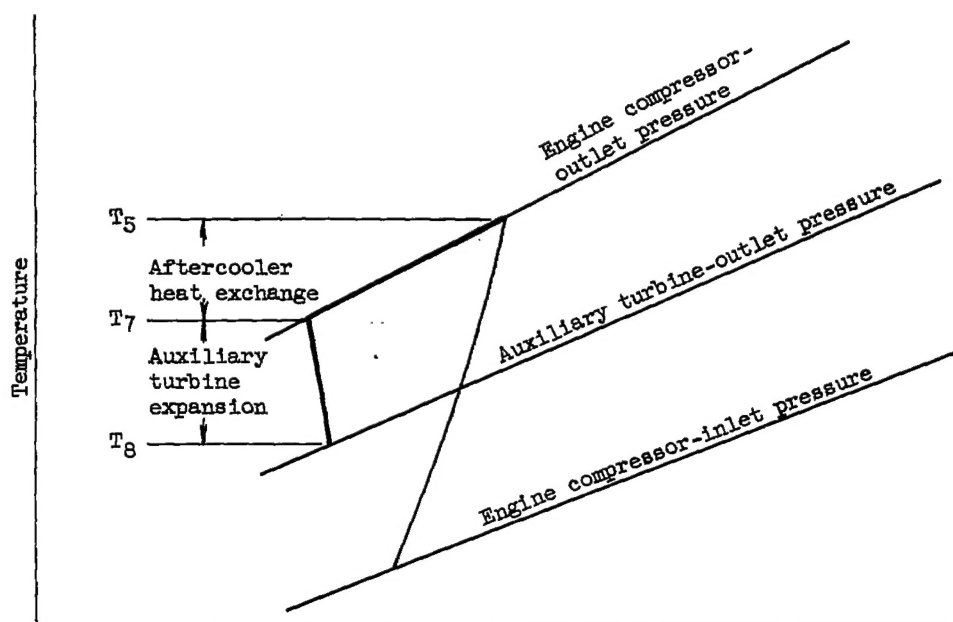 Engine compressor-
outlet pressure
T5
Aftercooler
heat exchange
T7
Auxiliary
turbine
expansion
T8
Auxiliary turbine-outlet pressure
Engine compressor-inlet pressure
Temperature